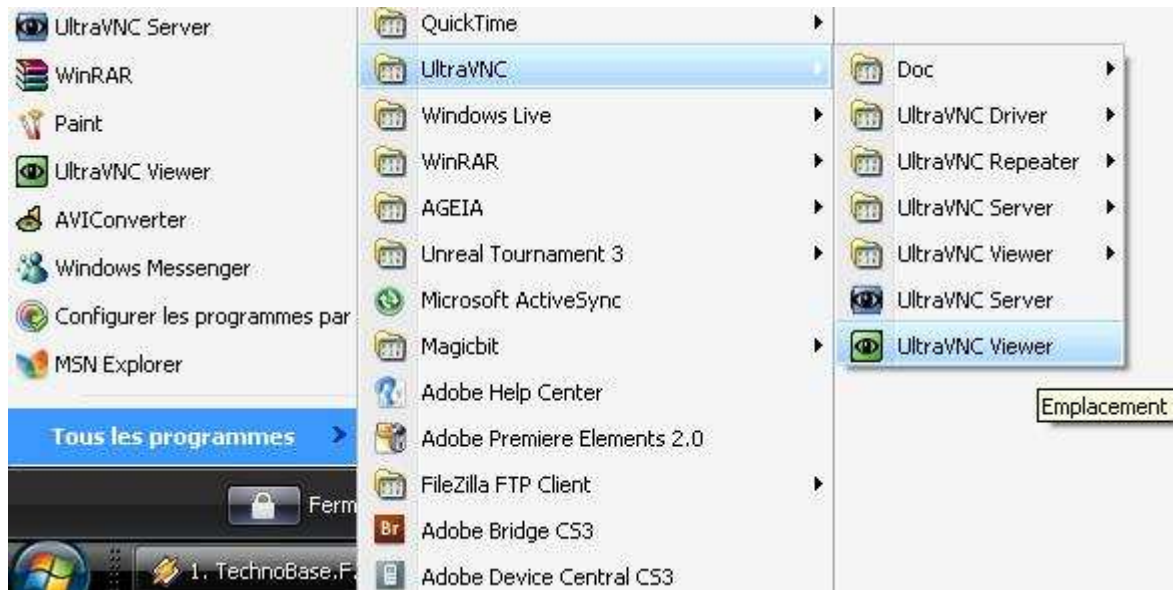 UltraVNC Server
WinRAR
Paint
UltraVNC Viewer
AVIConverter
Windows Messenger
Configurer les programmes par
MSN Explorer
Tous les programmes
Ferm
1. TechnoBase.F
QuickTime
UltraVNC
Windows Live
WinRAR
AGEIA
Unreal Tournament 3
Microsoft ActiveSync
Magicbit
Adobe Help Center
Adobe Premiere Elements 2.0
FileZilla FTP Client
Br Adobe Bridge CS3
Adobe Device Central CS3
Doc
UltraVNC Driver
UltraVNC Repeater
UltraVNC Server
UltraVNC Viewer
UltraVNC Server
UltraVNC Viewer
Emplacement